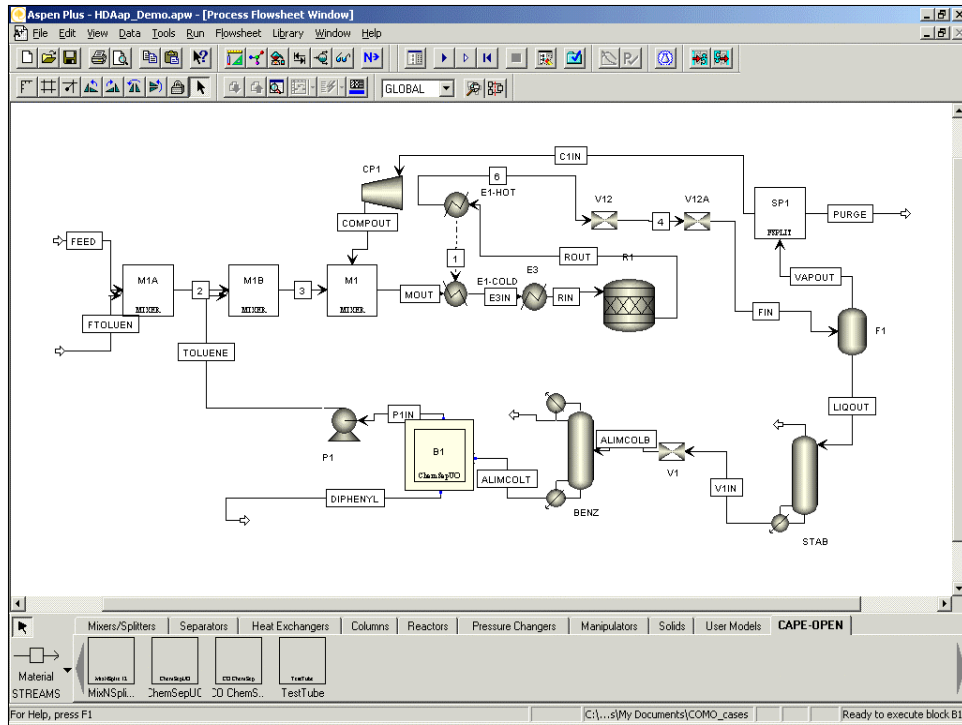 Aspen Plus - HDAap_Demo.apw - [Process Flowsheet Window]
File Edit View Data Tools Run Flowsheet Library Window Help
N»
GLOBAL
C1IN
CP1
6
E1-HOT
V12
V12A
SP1
FSPLIT
PURGE
COMPOUT
4
FEED
1
ROUT
R1
VAPOUT
M1A
MIXER
2
M1B
MIXER
3
M1
MIXER
MOUT
E1-COLD
E3
E3IN
RIN
FIN
F1
FTOLUEN
TOLUENE
LIQOUT
P1IN
P1
B1
ChemSepUO
ALIMCOLT
ALIMCOLB
V1
V1IN
DIPHENYL
BENZ
STAB
Mixers/Splitters Separators Heat Exchangers Columns Reactors Pressure Changers Manipulators Solids User Models CAPE-OPEN
ChemSepUO
CO ChemSep
TestTube
Material
STREAMS
MixNSpli...
ChemSepUO
CO ChemS...
TestTube
For Help, press F1
C:\...s\My Documents\COMO_cases
Ready to execute block B1